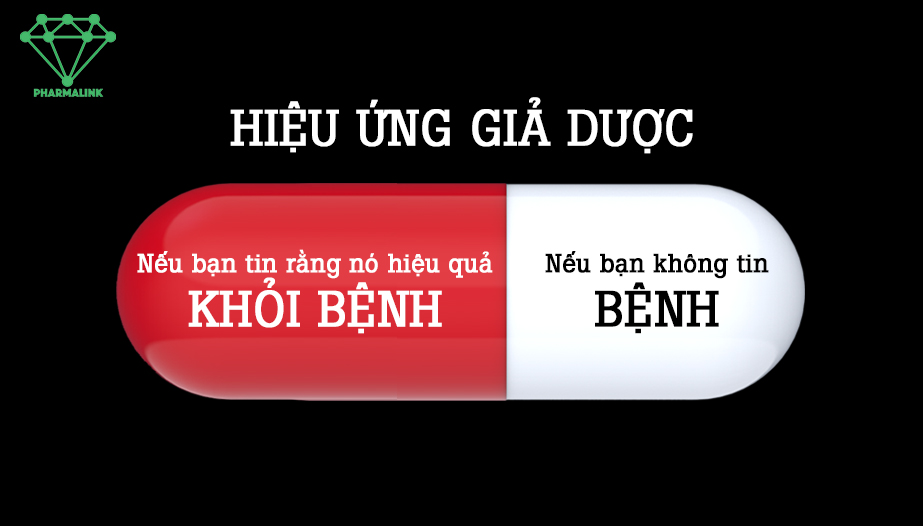 PHARMALINK
HIỆU ỨNG GIẢ DƯỢC
Nếu bạn tin rằng nó hiệu quả
KHỎI BỆNH
Nếu bạn không tin
BỆNH